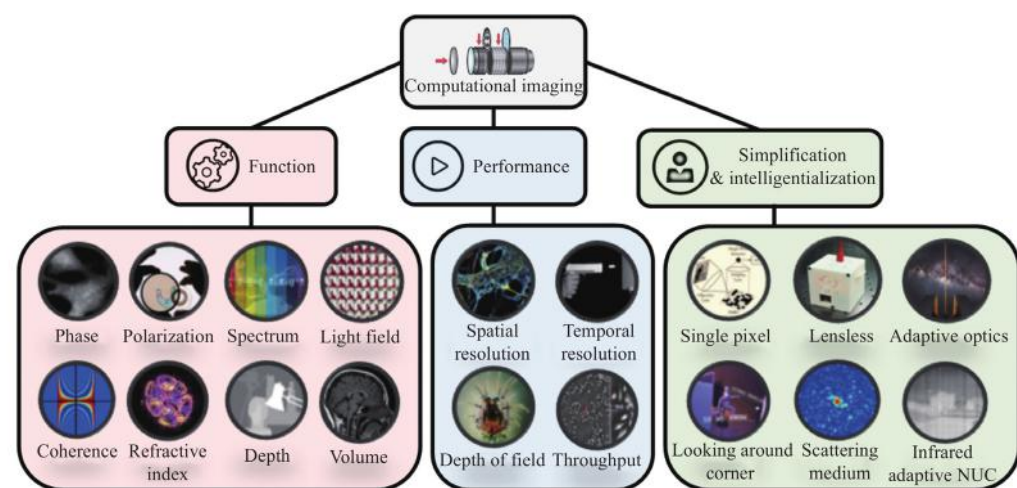 Computational imaging
Function
Performance
Simplification
& intelligentialization
Phase
Polarization
Spectrum
Light field
Coherence
Refractive
index
Depth
Volume
Spatial
resolution
Temporal
resolution
Depth of field
Throughput
Single pixel
Lensless
Adaptive optics
Looking around
corner
Scattering
medium
Infrared
adaptive NUC